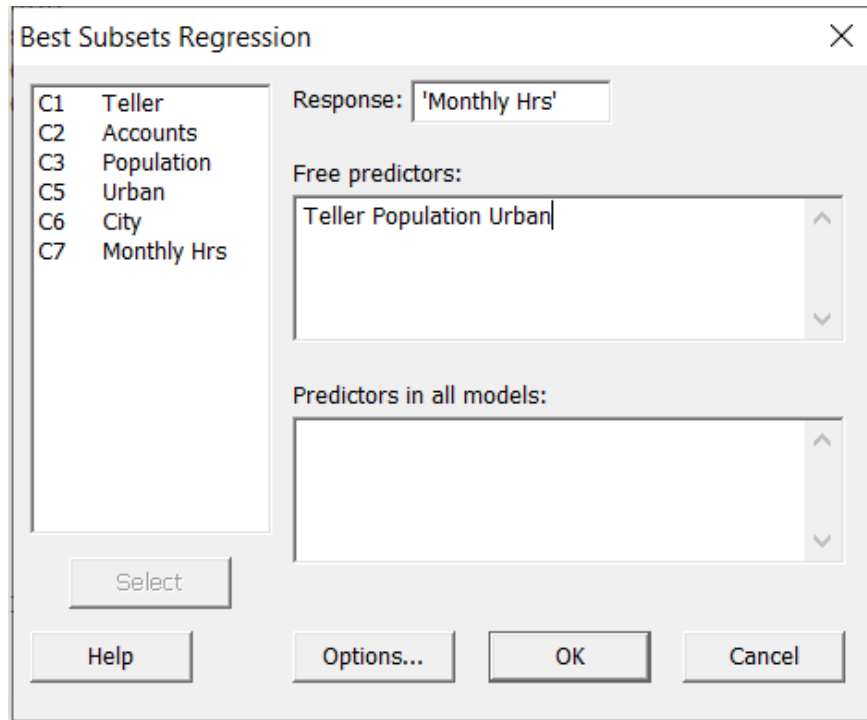 Best Subsets Regression
C1 Teller
C2 Accounts
C3 Population
C5 Urban
C6 City
C7 Monthly Hrs
Response: 'Monthly Hrs'
Free predictors:
Teller Population Urban
Predictors in all models:
Select
Help Options... OK Cancel